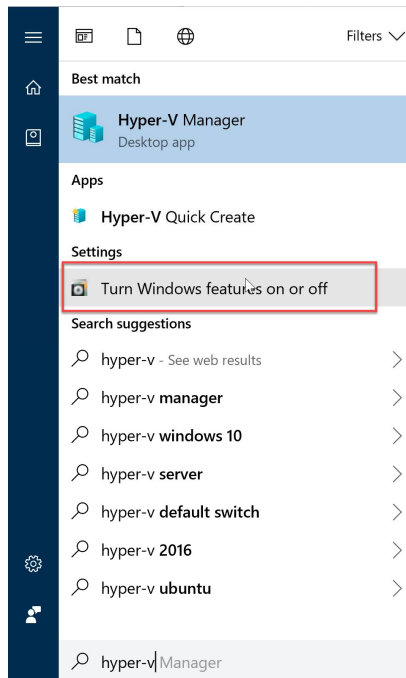 Filters
Best match
Hyper-V Manager
Desktop app
Apps
Hyper-V Quick Create
Settings
Turn Windows features on or off
Search suggestions
hyper-v - See web results
hyper-v manager
hyper-v windows 10
hyper-v server
hyper-v default switch
hyper-v 2016
hyper-v ubuntu
hyper-v Manager